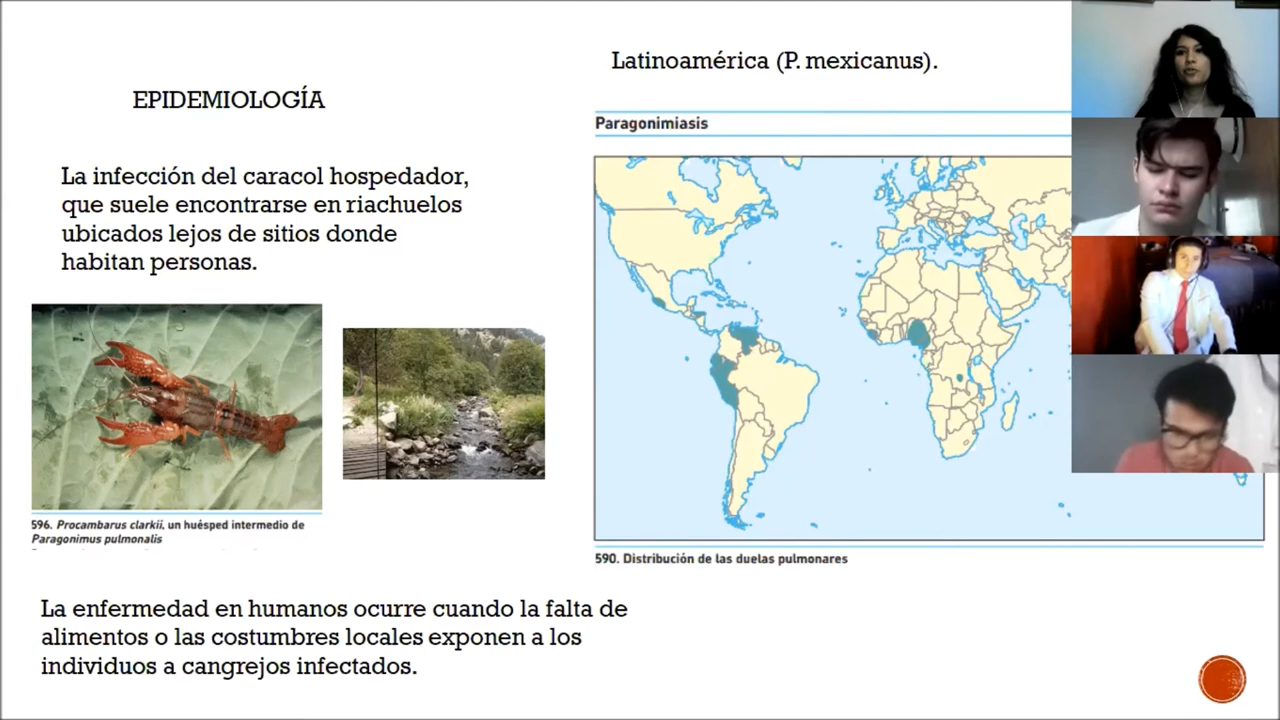 EPIDEMIOLOGÍA
La infección del caracol hospedador,
que suele encontrarse en riachuelos
ubicados lejos de sitios donde
habitan personas.
596. Procambarus clarkii, un huésped intermedio de
Paragonimus pulmonalis
La enfermedad en humanos ocurre cuando la falta de
alimentos o las costumbres locales exponen a los
individuos a cangrejos infectados.
Latinoamérica (P. mexicanus).
Paragonimiasis
590. Distribución de las duelas pulmonares